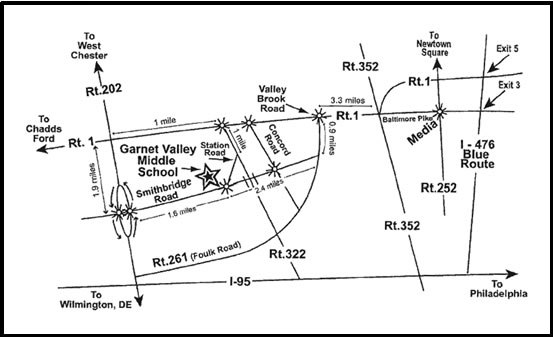 To
West
Chester
Rt.202
To
Chadds
Ford
Rt. 1
1 mile
1.9 miles
Garnet Valley
Middle
School
Station
Road
1 mile
Smithbridge
Road
1.6 miles
2.4 miles
Concord
Road
Valley
Brook
Road
0.9 miles
3.3 miles
Rt.1
Rt.352
Rt.1
Baltimore Pike
Media
To
Newtown
Square
Exit 5
Exit 3
I - 476
Blue
Route
Rt.252
Rt.352
Rt.322
Rt.261 (Foulk Road)
I-95
To
Wilmington, DE
To
Philadelphia